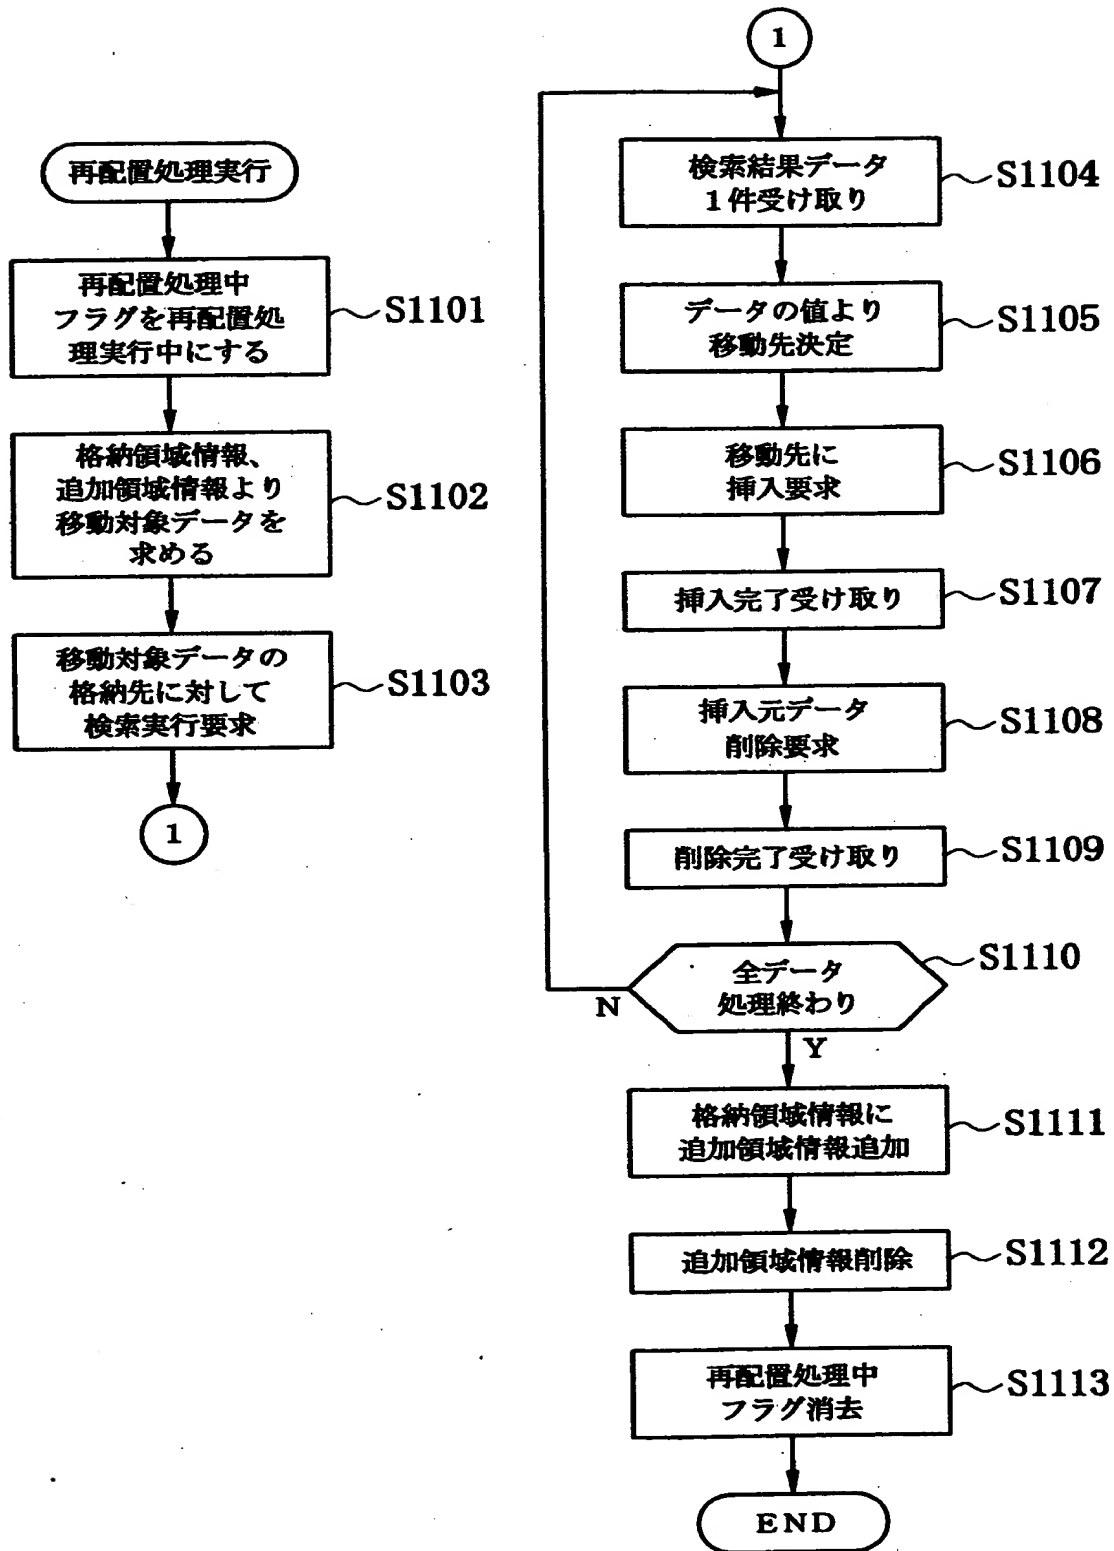 再配置処理実行
再配置処理中
フラグを再配置処
理実行中にする
S1101
格納領域情報、
追加領域情報より
移動対象データを
求める
S1102
移動対象データの
格納先に対して
検索実行要求
S1103
1
1
検索結果データ
1件受け取り
S1104
データの値より
移動先決定
S1105
移動先に
挿入要求
S1106
挿入完了受け取り
S1107
挿入元データ
削除要求
S1108
削除完了受け取り
S1109
全データ
処理終わり
S1110
N
Y
格納領域情報に
追加領域情報追加
S1111
追加領域情報削除
S1112
再配置処理中
フラグ消去
S1113
END